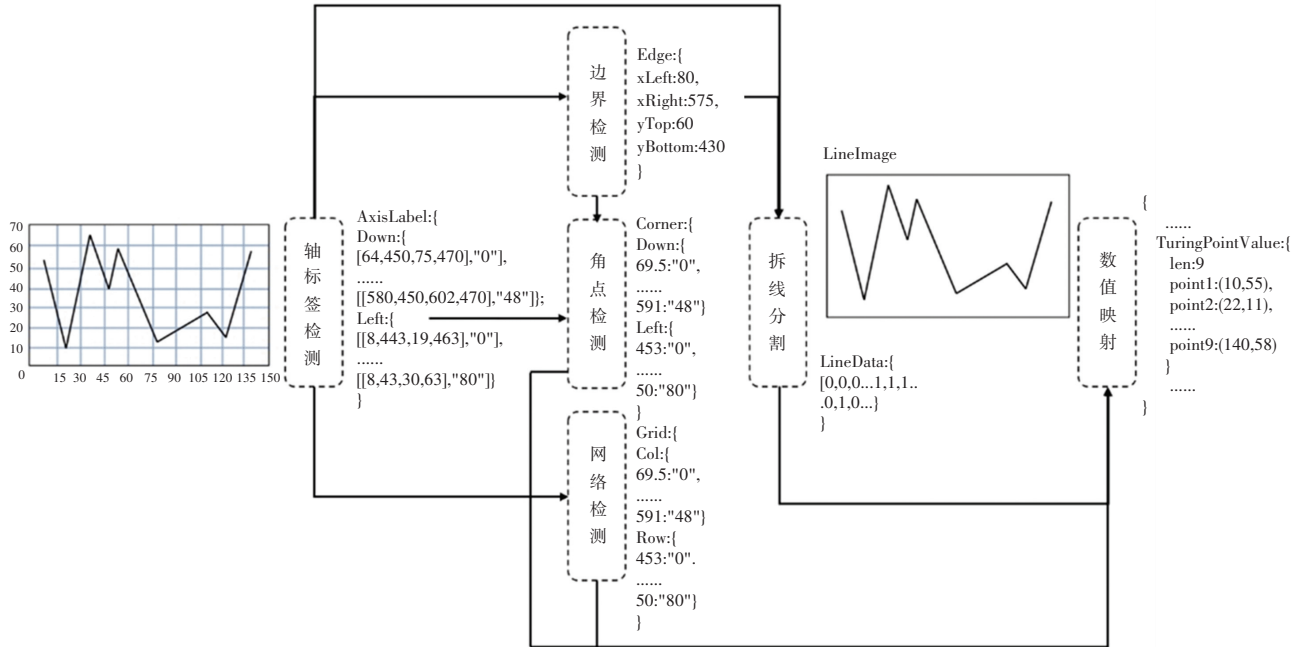 70
60
50
40
30
20
10
0
15 30 45 60 75 90 105 120 135 150
轴标签检测
AxisLabel:{
Down:{
[64,450,75,470],"0"],
......
[[580,450,602,470],"48"]};
Left:{
[[8,443,19,463],"0"],
......
[[8,43,30,63],"80"]}
}
边界检测
Edge:{
xLeft:80,
xRight:575,
yTop:60
yBottom:430
}
角点检测
Corner:{
Down:{
69.5:"0",
......
591:"48"}
Left:{
453:"0",
......
50:"80"}
}
网络检测
Grid:{
Col:{
69.5:"0",
......
591:"48"}
Row:{
453:"0".
......
50:"80"}
}
拆线分割
LineImage
LineData:{
[0,0,0...1,1,1..
.0,1,0...}
}
数值映射
{
......
TuringPointValue:{
len:9
point1:(10,55),
point2:(22,11),
......
point9:(140,58)
}
......
}